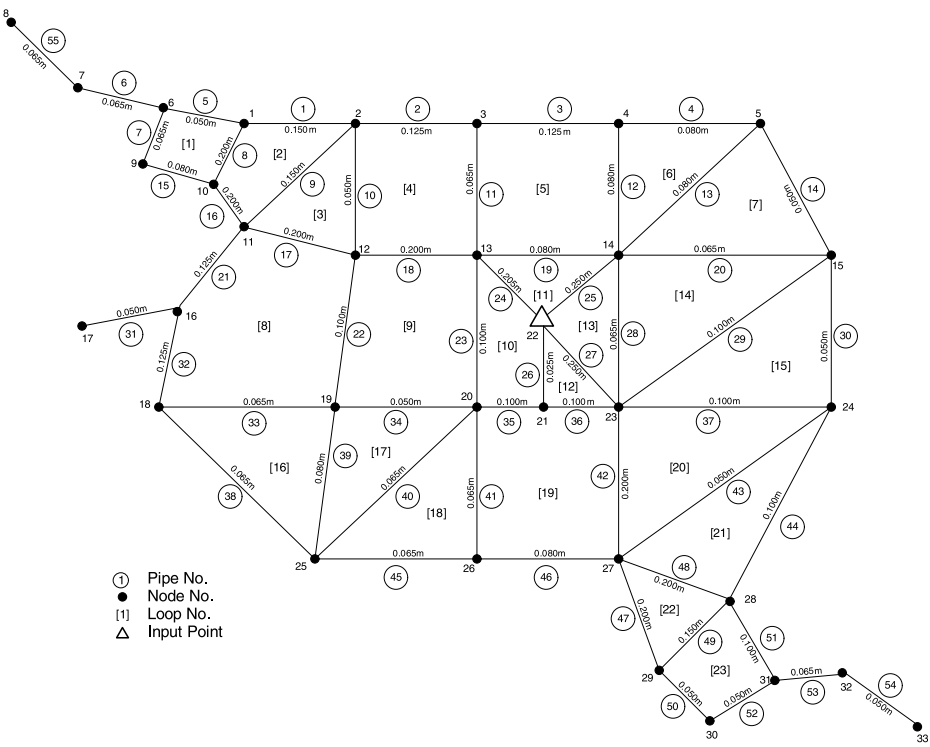 8
55
0.065m
7
6
0.065m
6
5
0.050m
1
1
0.150m
2
2
0.125m
3
3
0.125m
4
4
0.080m
5
7
0.065m
[1]
8
0.200m
[2]
9
0.150m
10
0.050m
[4]
11
0.065m
[5]
12
0.080m
[6]
13
0.080m
[7]
14
0.050m
9
15
0.080m
10
16
0.200m
[3]
11
17
0.200m
12
18
0.200m
13
19
0.080m
14
20
0.065m
15
21
0.125m
24
0.205m
[11]
25
0.250m
[14]
16
0.050m
31
17
32
0.125m
[8]
22
0.100m
[9]
23
0.100m
[10]
22
[13]
27
0.250m
28
0.065m
29
0.100m
30
0.050m
26
0.025m
[12]
[15]
18
0.065m
33
19
0.050m
34
20
0.100m
35
21
0.100m
36
23
0.100m
37
24
38
0.065m
[16]
39
0.080m
[17]
40
0.065m
[18]
41
0.065m
[19]
42
0.200m
[20]
43
0.050m
[21]
44
0.100m
25
0.065m
45
26
0.080m
46
27
48
0.200m
28
47
0.200m
[22]
49
0.150m
51
0.100m
[23]
29
50
0.050m
30
52
0.050m
31
0.065m
53
32
54
0.050m
33
1 Pipe No.
Node No.
[1] Loop No.
Input Point